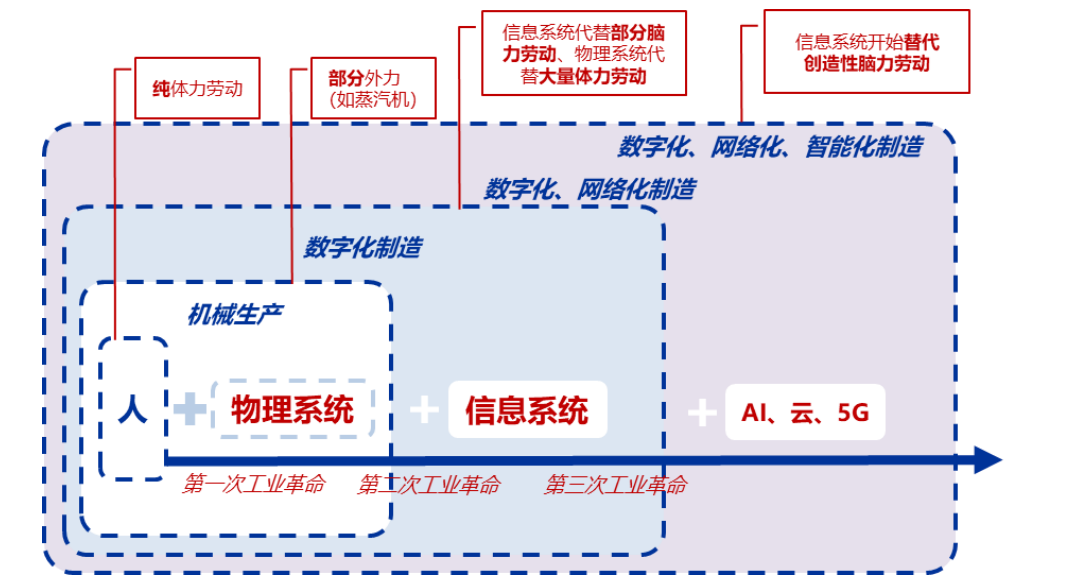 信息系统代替部分脑
力劳动、物理系统代
替大量体力劳动
信息系统开始替代
创造性脑力劳动
纯体力劳动
部分外力
（如蒸汽机）
数字化、网络化、智能化制造
数字化、网络化制造
数字化制造
机械生产
人
+
物理系统
+
信息系统
+
AI、云、5G
第一次工业革命
第二次工业革命
第三次工业革命